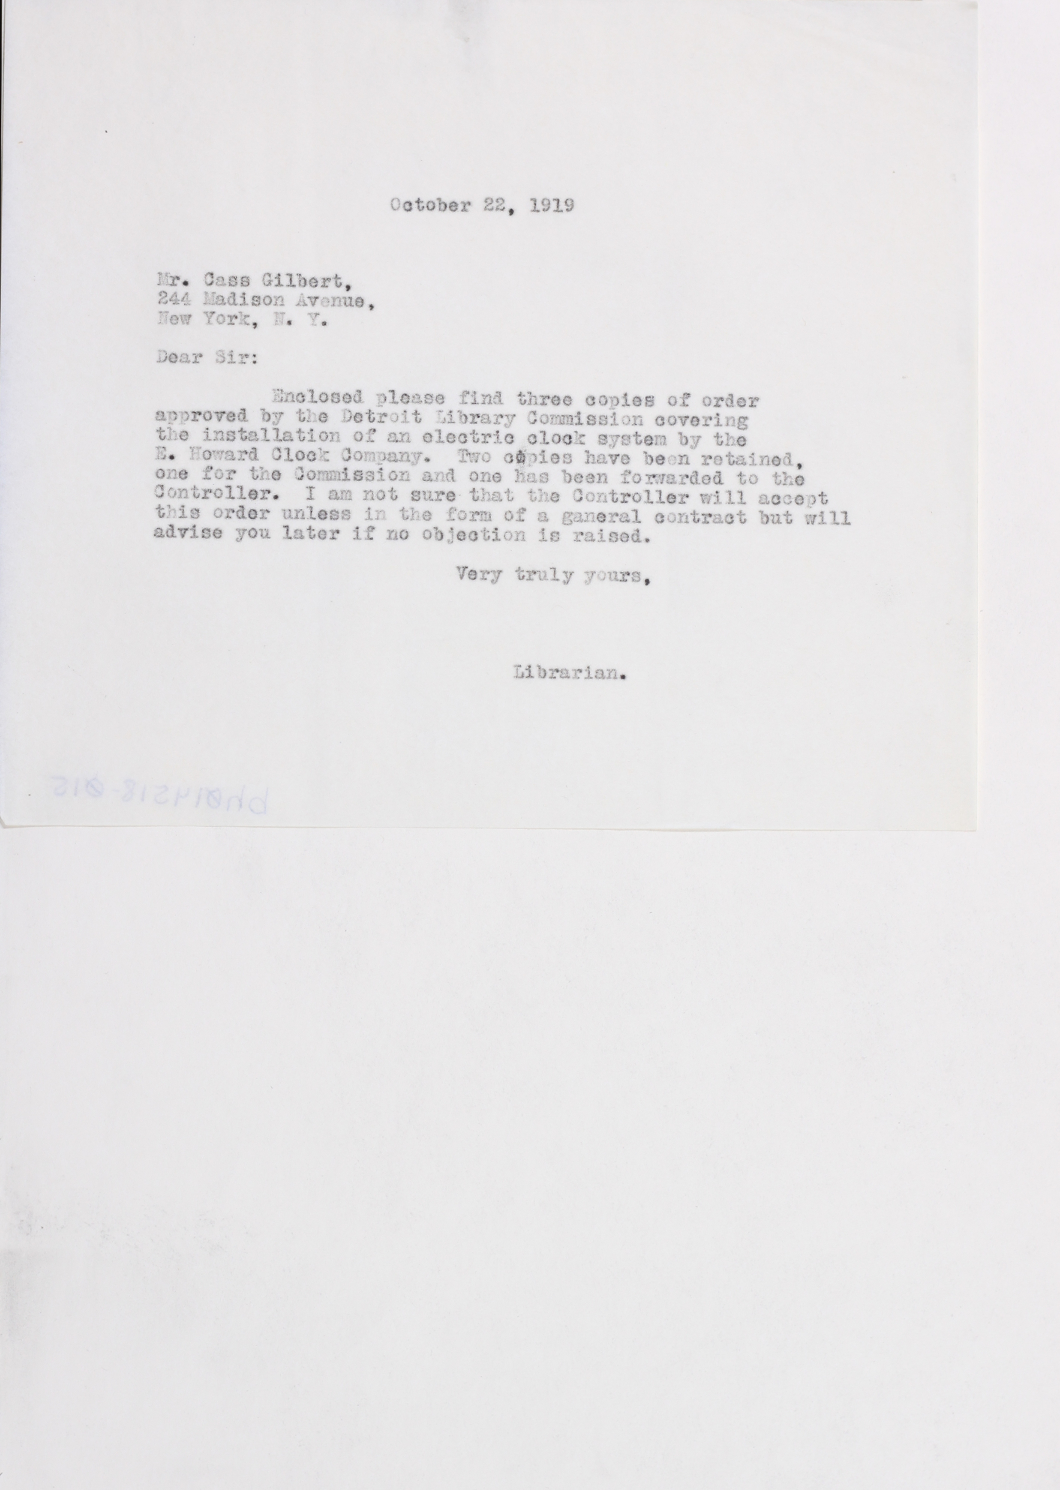 October 22, 1919
Mr. Cass Gilbert,
244 Madison Avenue,
New York, N. Y.
Dear Sir:
Enclosed please find three copies of order
approved by the Detroit Library Commission covering
the installation of an electric clock system by the
E. Howard Clock Company. Two copies have been retained,
one for the Commission and one has been forwarded to the
Controller. I am not sure that the Controller will accept
this order unless in the form of a ganeral contract but will
advise you later if no objection is raised.
Very truly yours,
Librarian.
bh014518-015